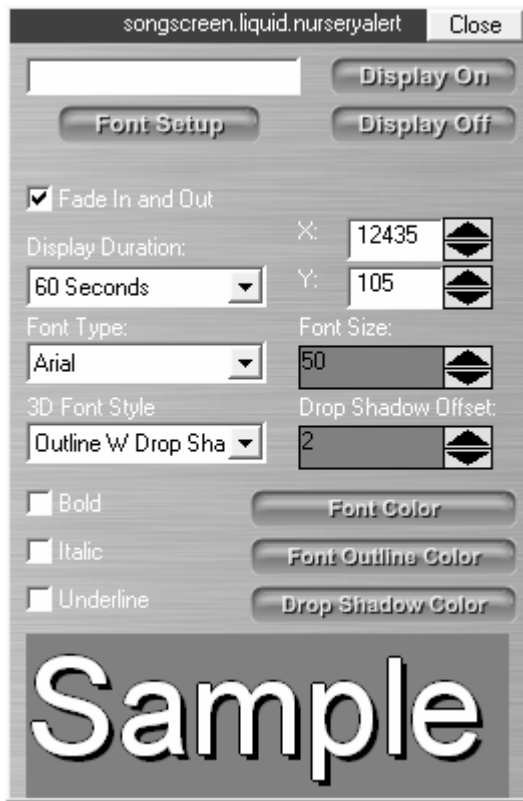 songscreen.liquid.nurseryalert Close
Display On
Font Setup Display Off
Fade In and Out
X: 12435
Display Duration:
60 Seconds Y: 105
Font Type: Font Size:
Arial 50
3D Font Style Drop Shadow Offset:
Outline W Drop Sha 2
Bold Font Color
Italic Font Outline Color
Underline Drop Shadow Color
Sample